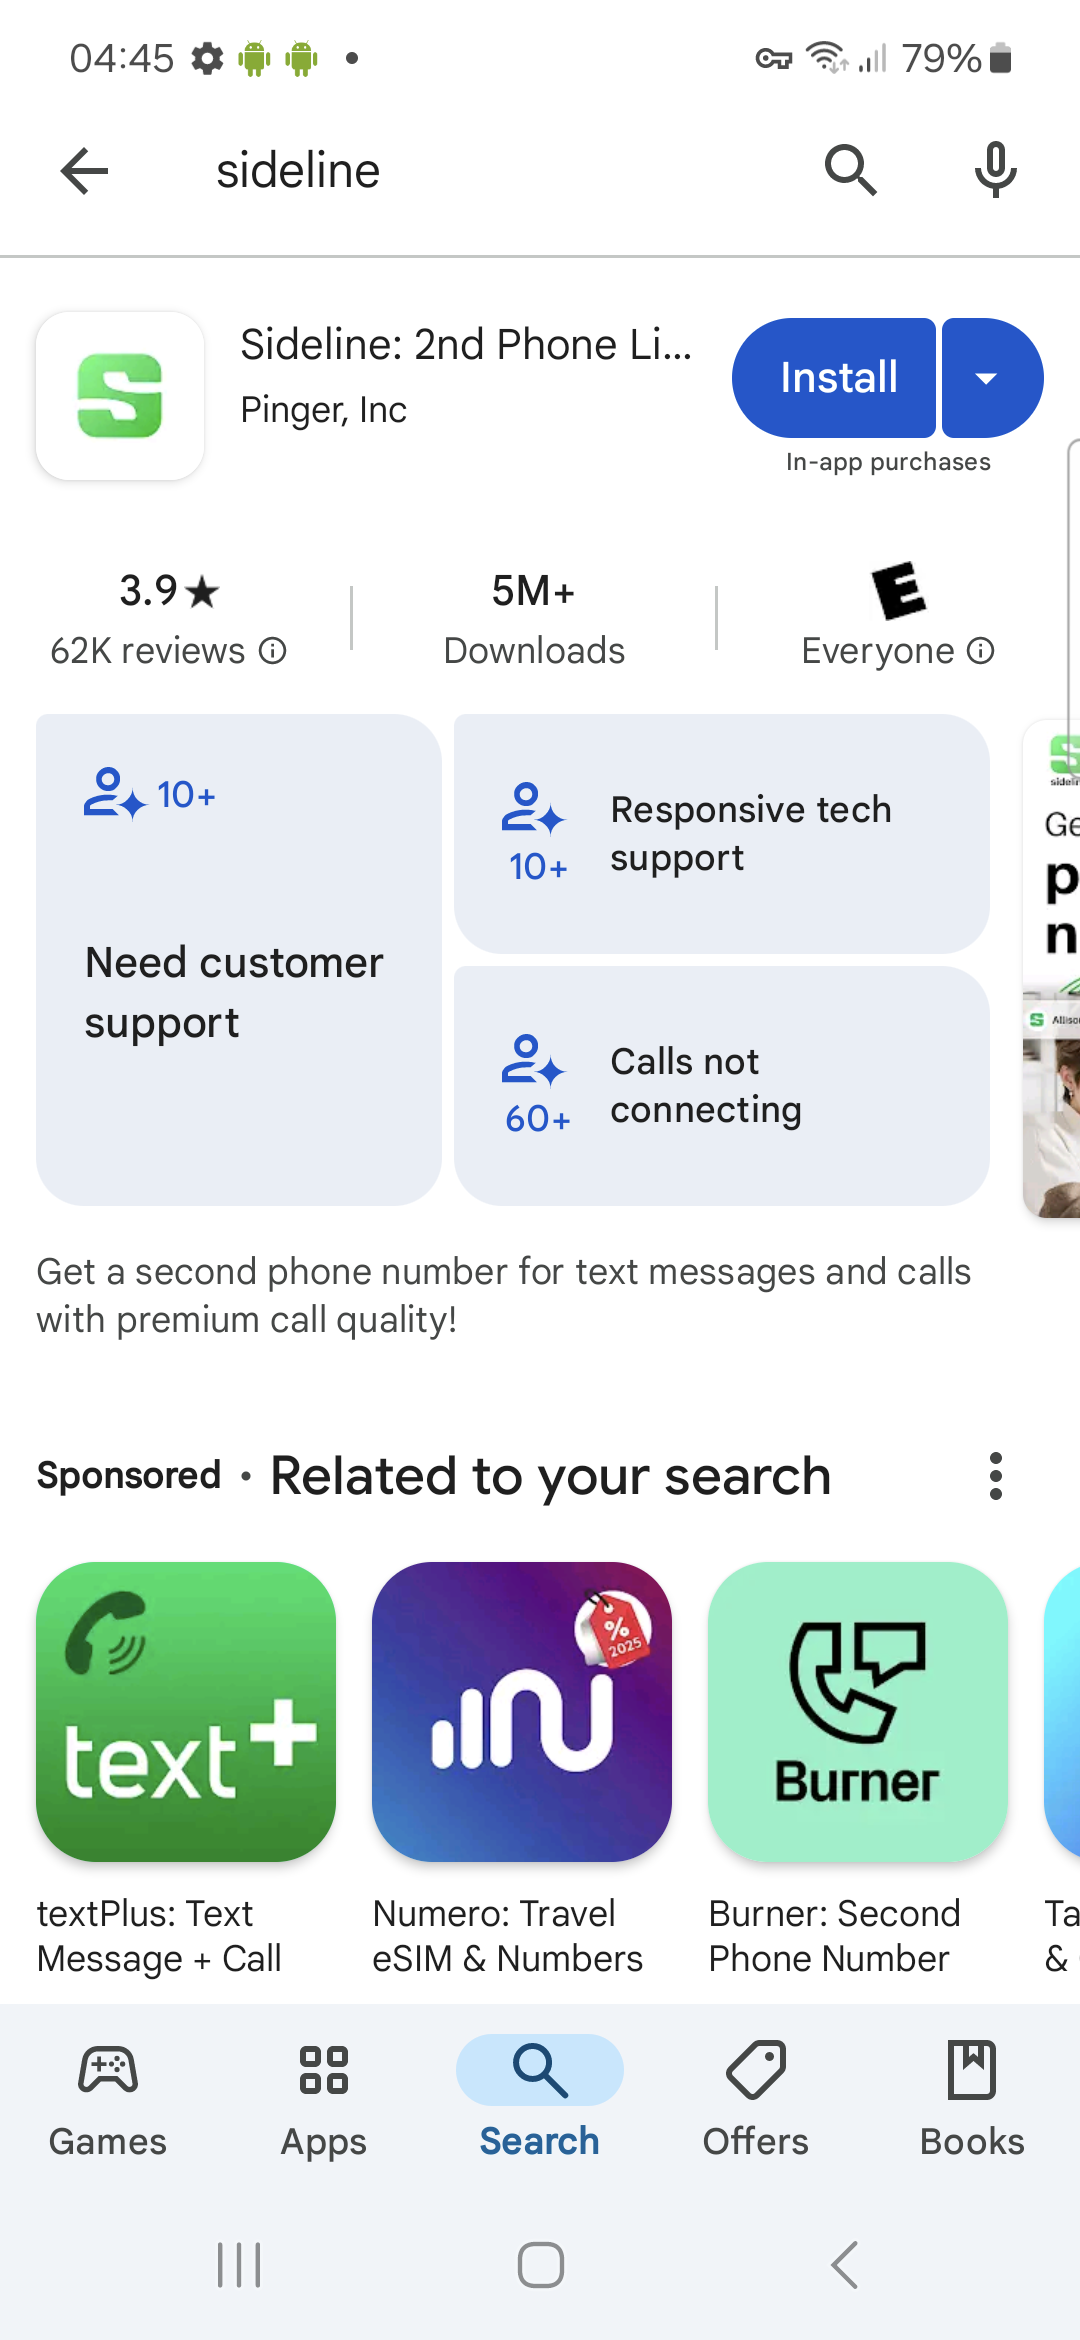 04:45
79%
sideline
Sideline: 2nd Phone Li...
Pinger, Inc
Install
In-app purchases
3.9★
62K reviews
5M+
Downloads
E
Everyone
10+
Need customer
support
10+
Responsive tech
support
60+
Calls not
connecting
Ge
p
n
Get a second phone number for text messages and calls
with premium call quality!
Sponsored • Related to your search
text+
%
2025
Burner
textPlus: Text
Message + Call
Numero: Travel
eSIM & Numbers
Burner: Second
Phone Number
Ta
&
Games
Apps
Search
Offers
Books